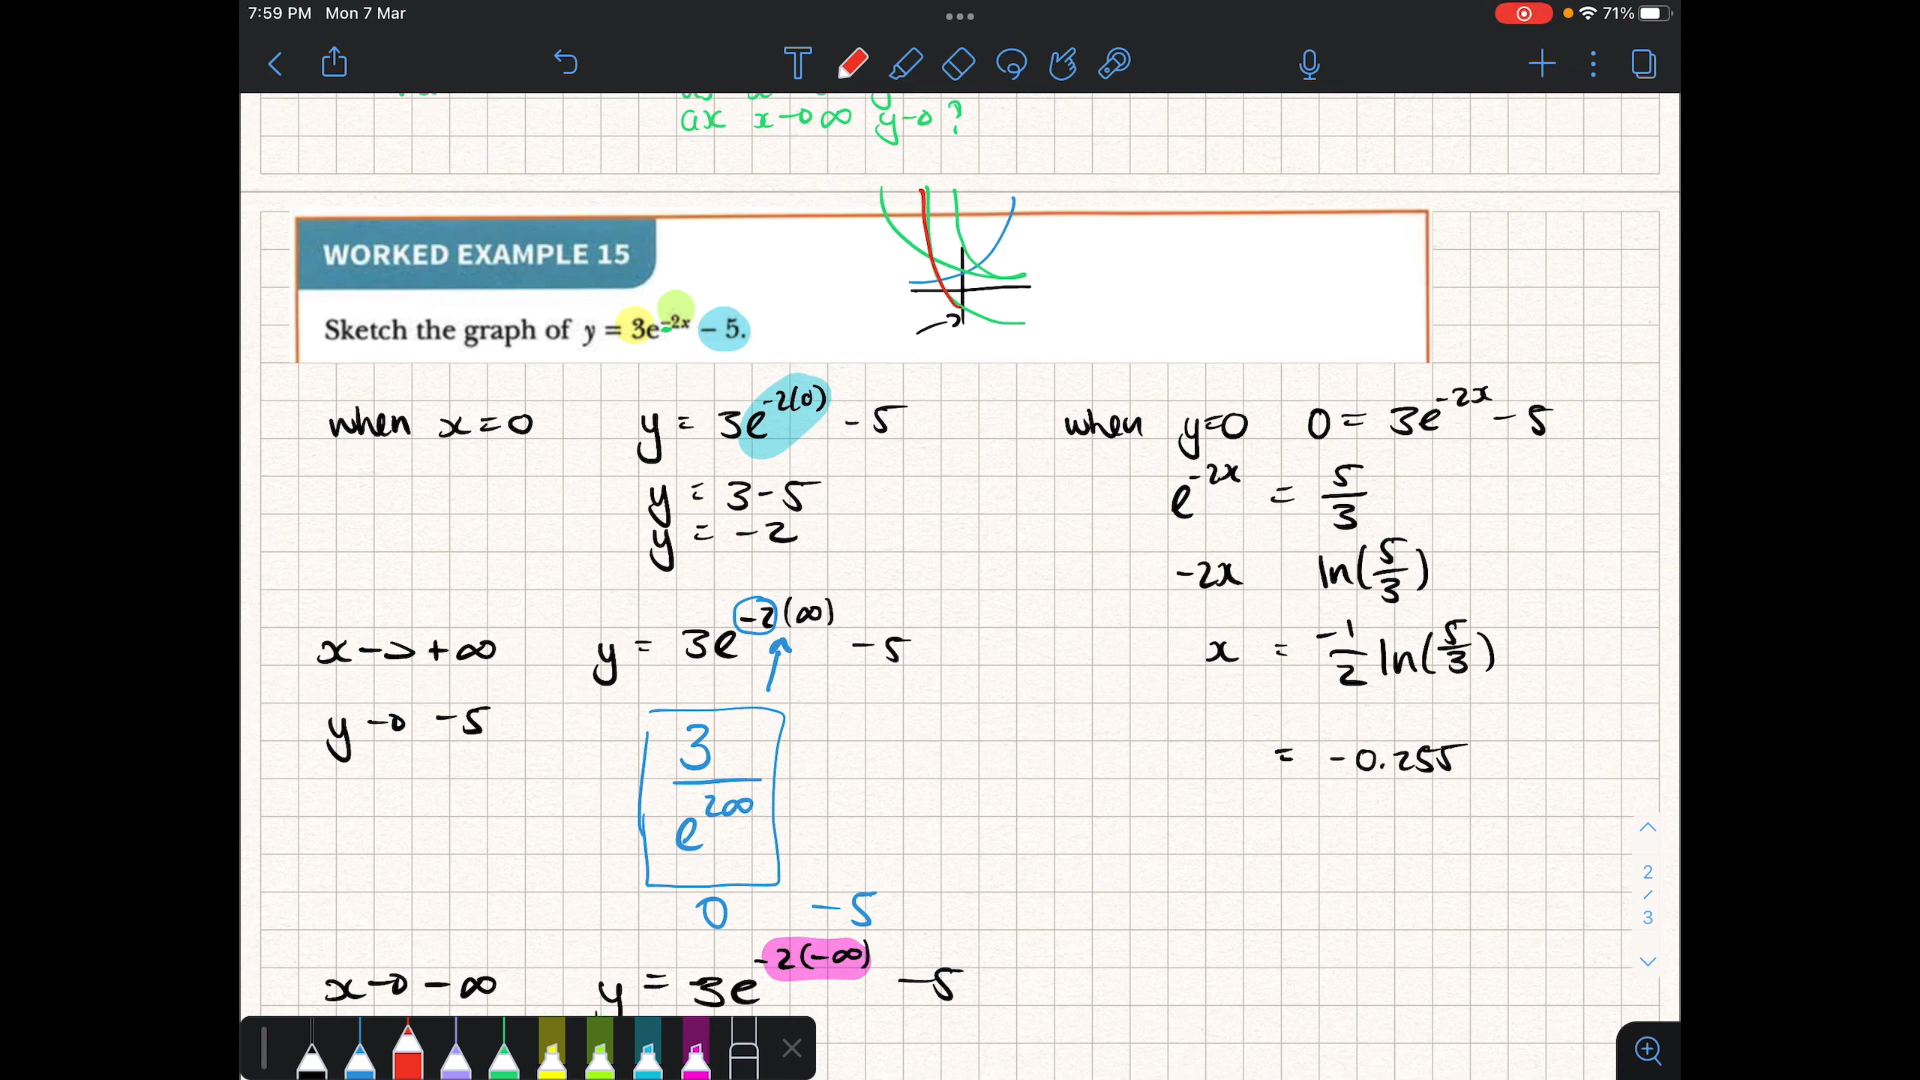 7:59 PM Mon 7 Mar
71%
ax x→∞ y→0 ?
WORKED EXAMPLE 15
Sketch the graph of y = 3e^{-2x} − 5.
when x=0 y = 3e^{-2(0)} - 5
y = 3-5
y = -2
x→+∞ y = 3e^{-2(∞)} - 5
y→ -5
3
e^{2∞}
0 -5
x→-∞ y = 3e^{-2(-∞)} -5
when y=0 0 = 3e^{-2x} - 5
e^{-2x} = 5/3
-2x ln(5/3)
x = -1/2 ln(5/3)
= -0.255
2
/
3